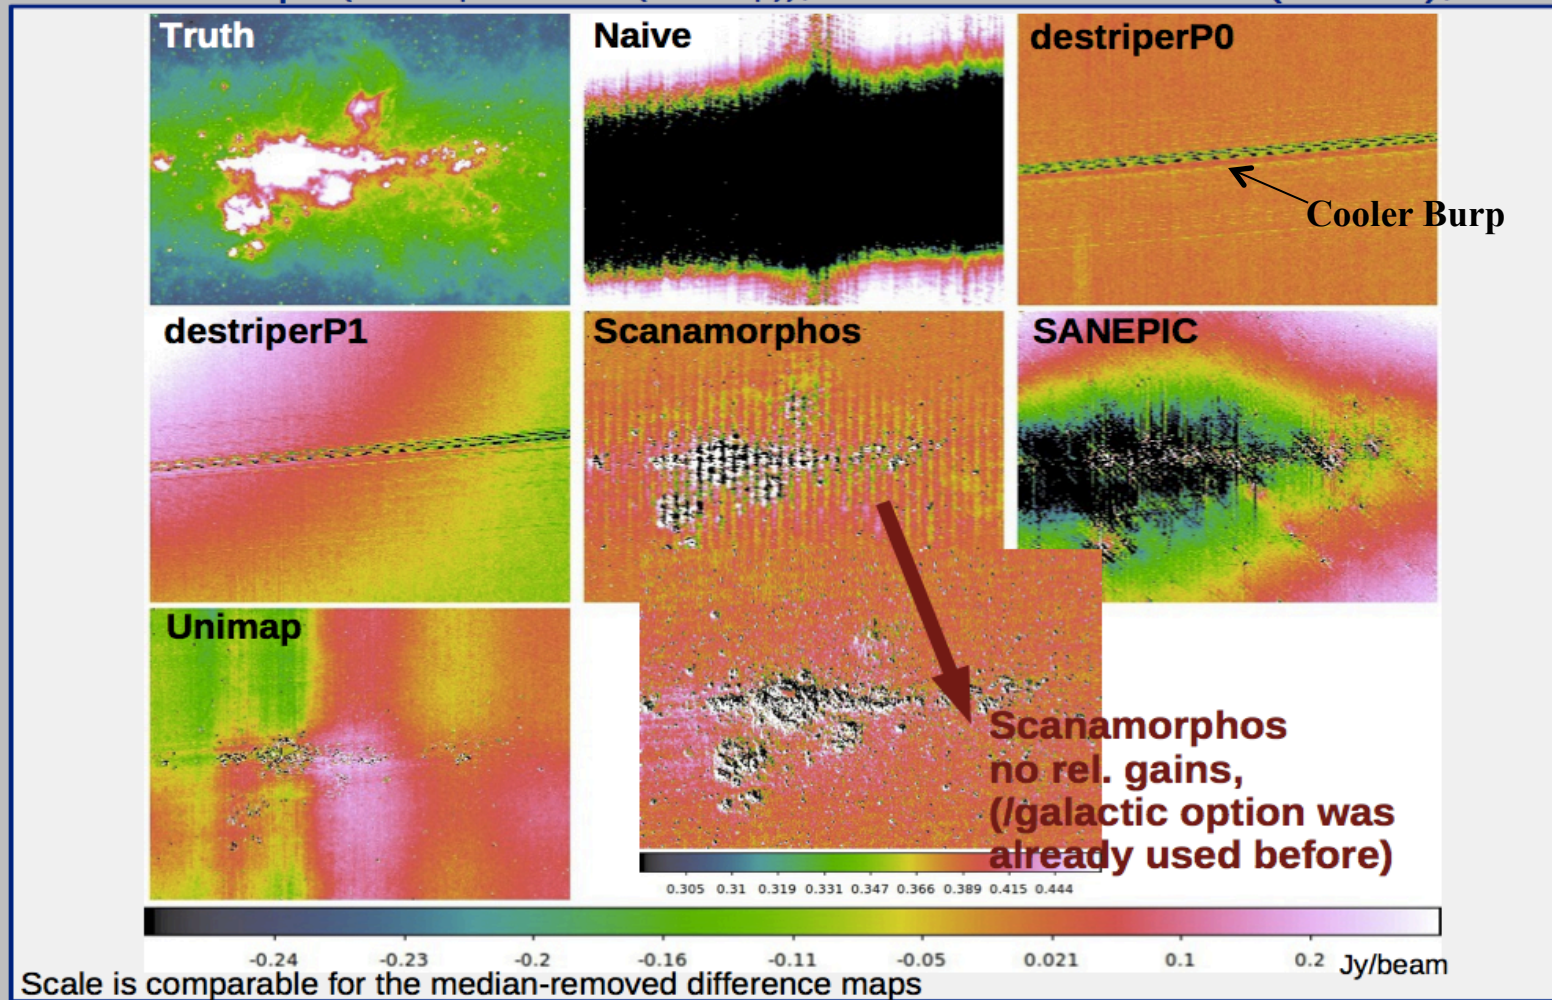 Truth
Naive
destriperP0
Cooler Burp
destriperP1
Scanamorphos
SANEPIC
Unimap
Scanamorphos
no rel. gains,
(/galactic option was
already used before)
0.305 0.31 0.319 0.331 0.347 0.366 0.389 0.415 0.444
-0.24 -0.23 -0.2 -0.16 -0.11 -0.05 0.021 0.1 0.2 Jy/beam
Scale is comparable for the median-removed difference maps